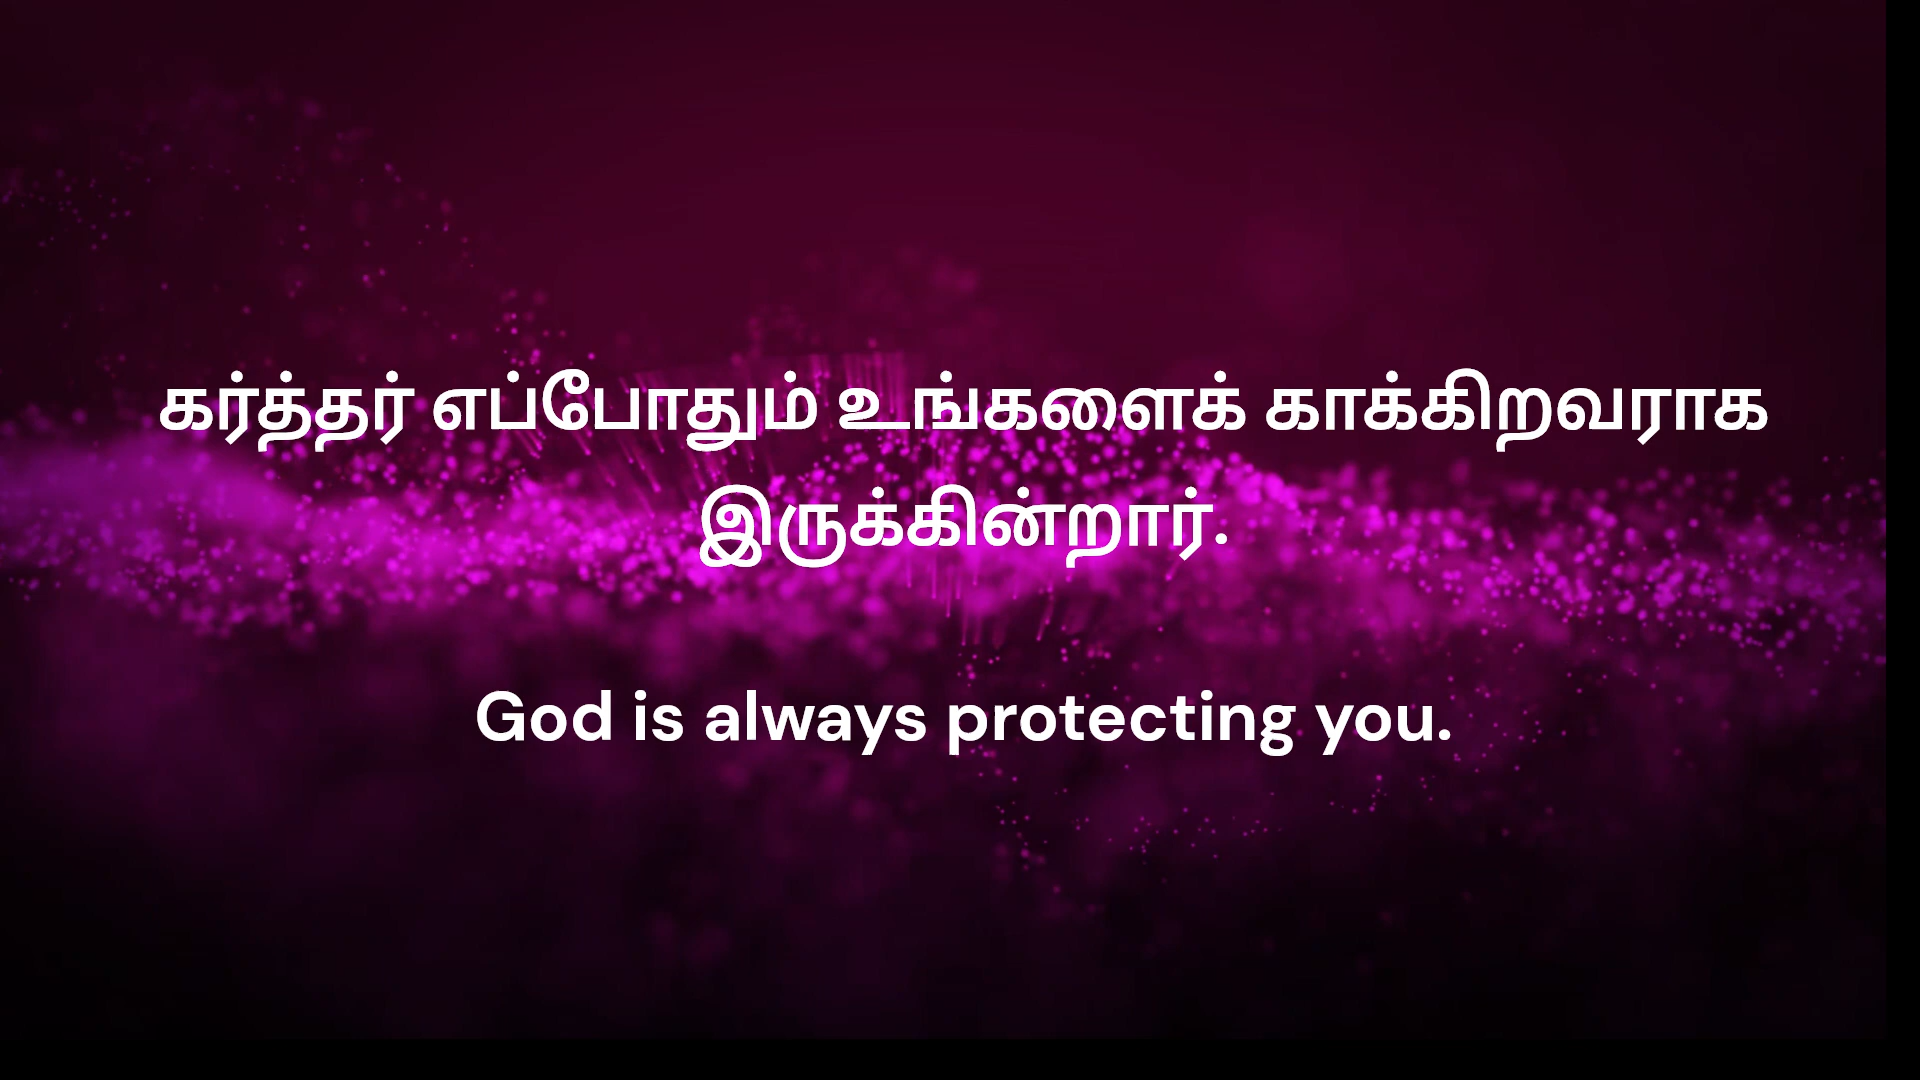 கர்த்தர் எப்போதும் உங்களைக் காக்கிறவராக
இருக்கின்றார்.
God is always protecting you.